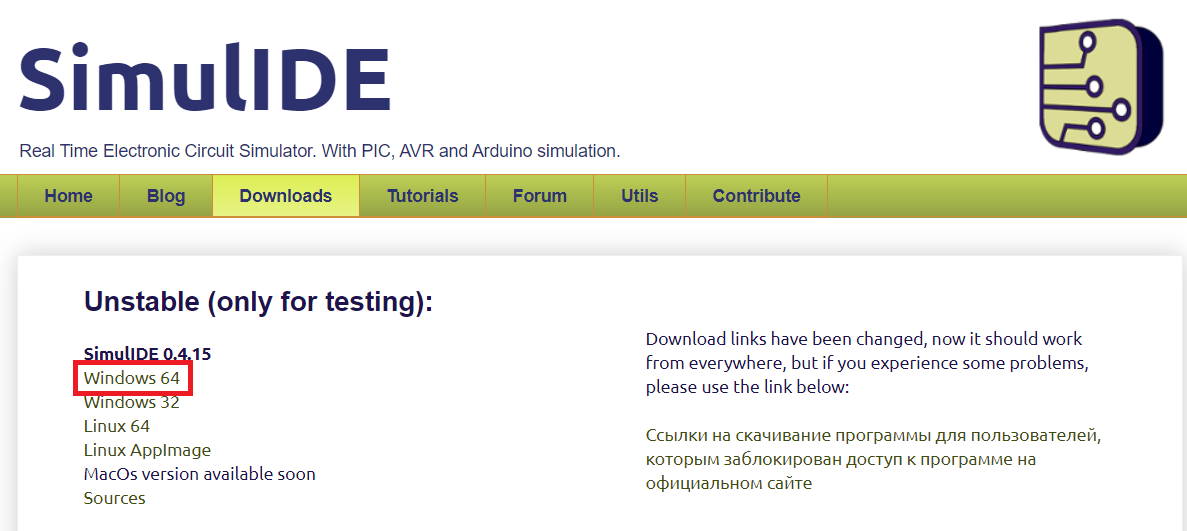 SimulIDE
Real Time Electronic Circuit Simulator. With PIC, AVR and Arduino simulation.
Home Blog Downloads Tutorials Forum Utils Contribute
Unstable (only for testing):
SimulIDE 0.4.15
Windows 64
Windows 32
Linux 64
Linux AppImage
MacOs version available soon
Sources
Download links have been changed, now it should work
from everywhere, but if you experience some problems,
please use the link below:
Ссылки на скачивание программы для пользователей,
которым заблокирован доступ к программе на
официальном сайте